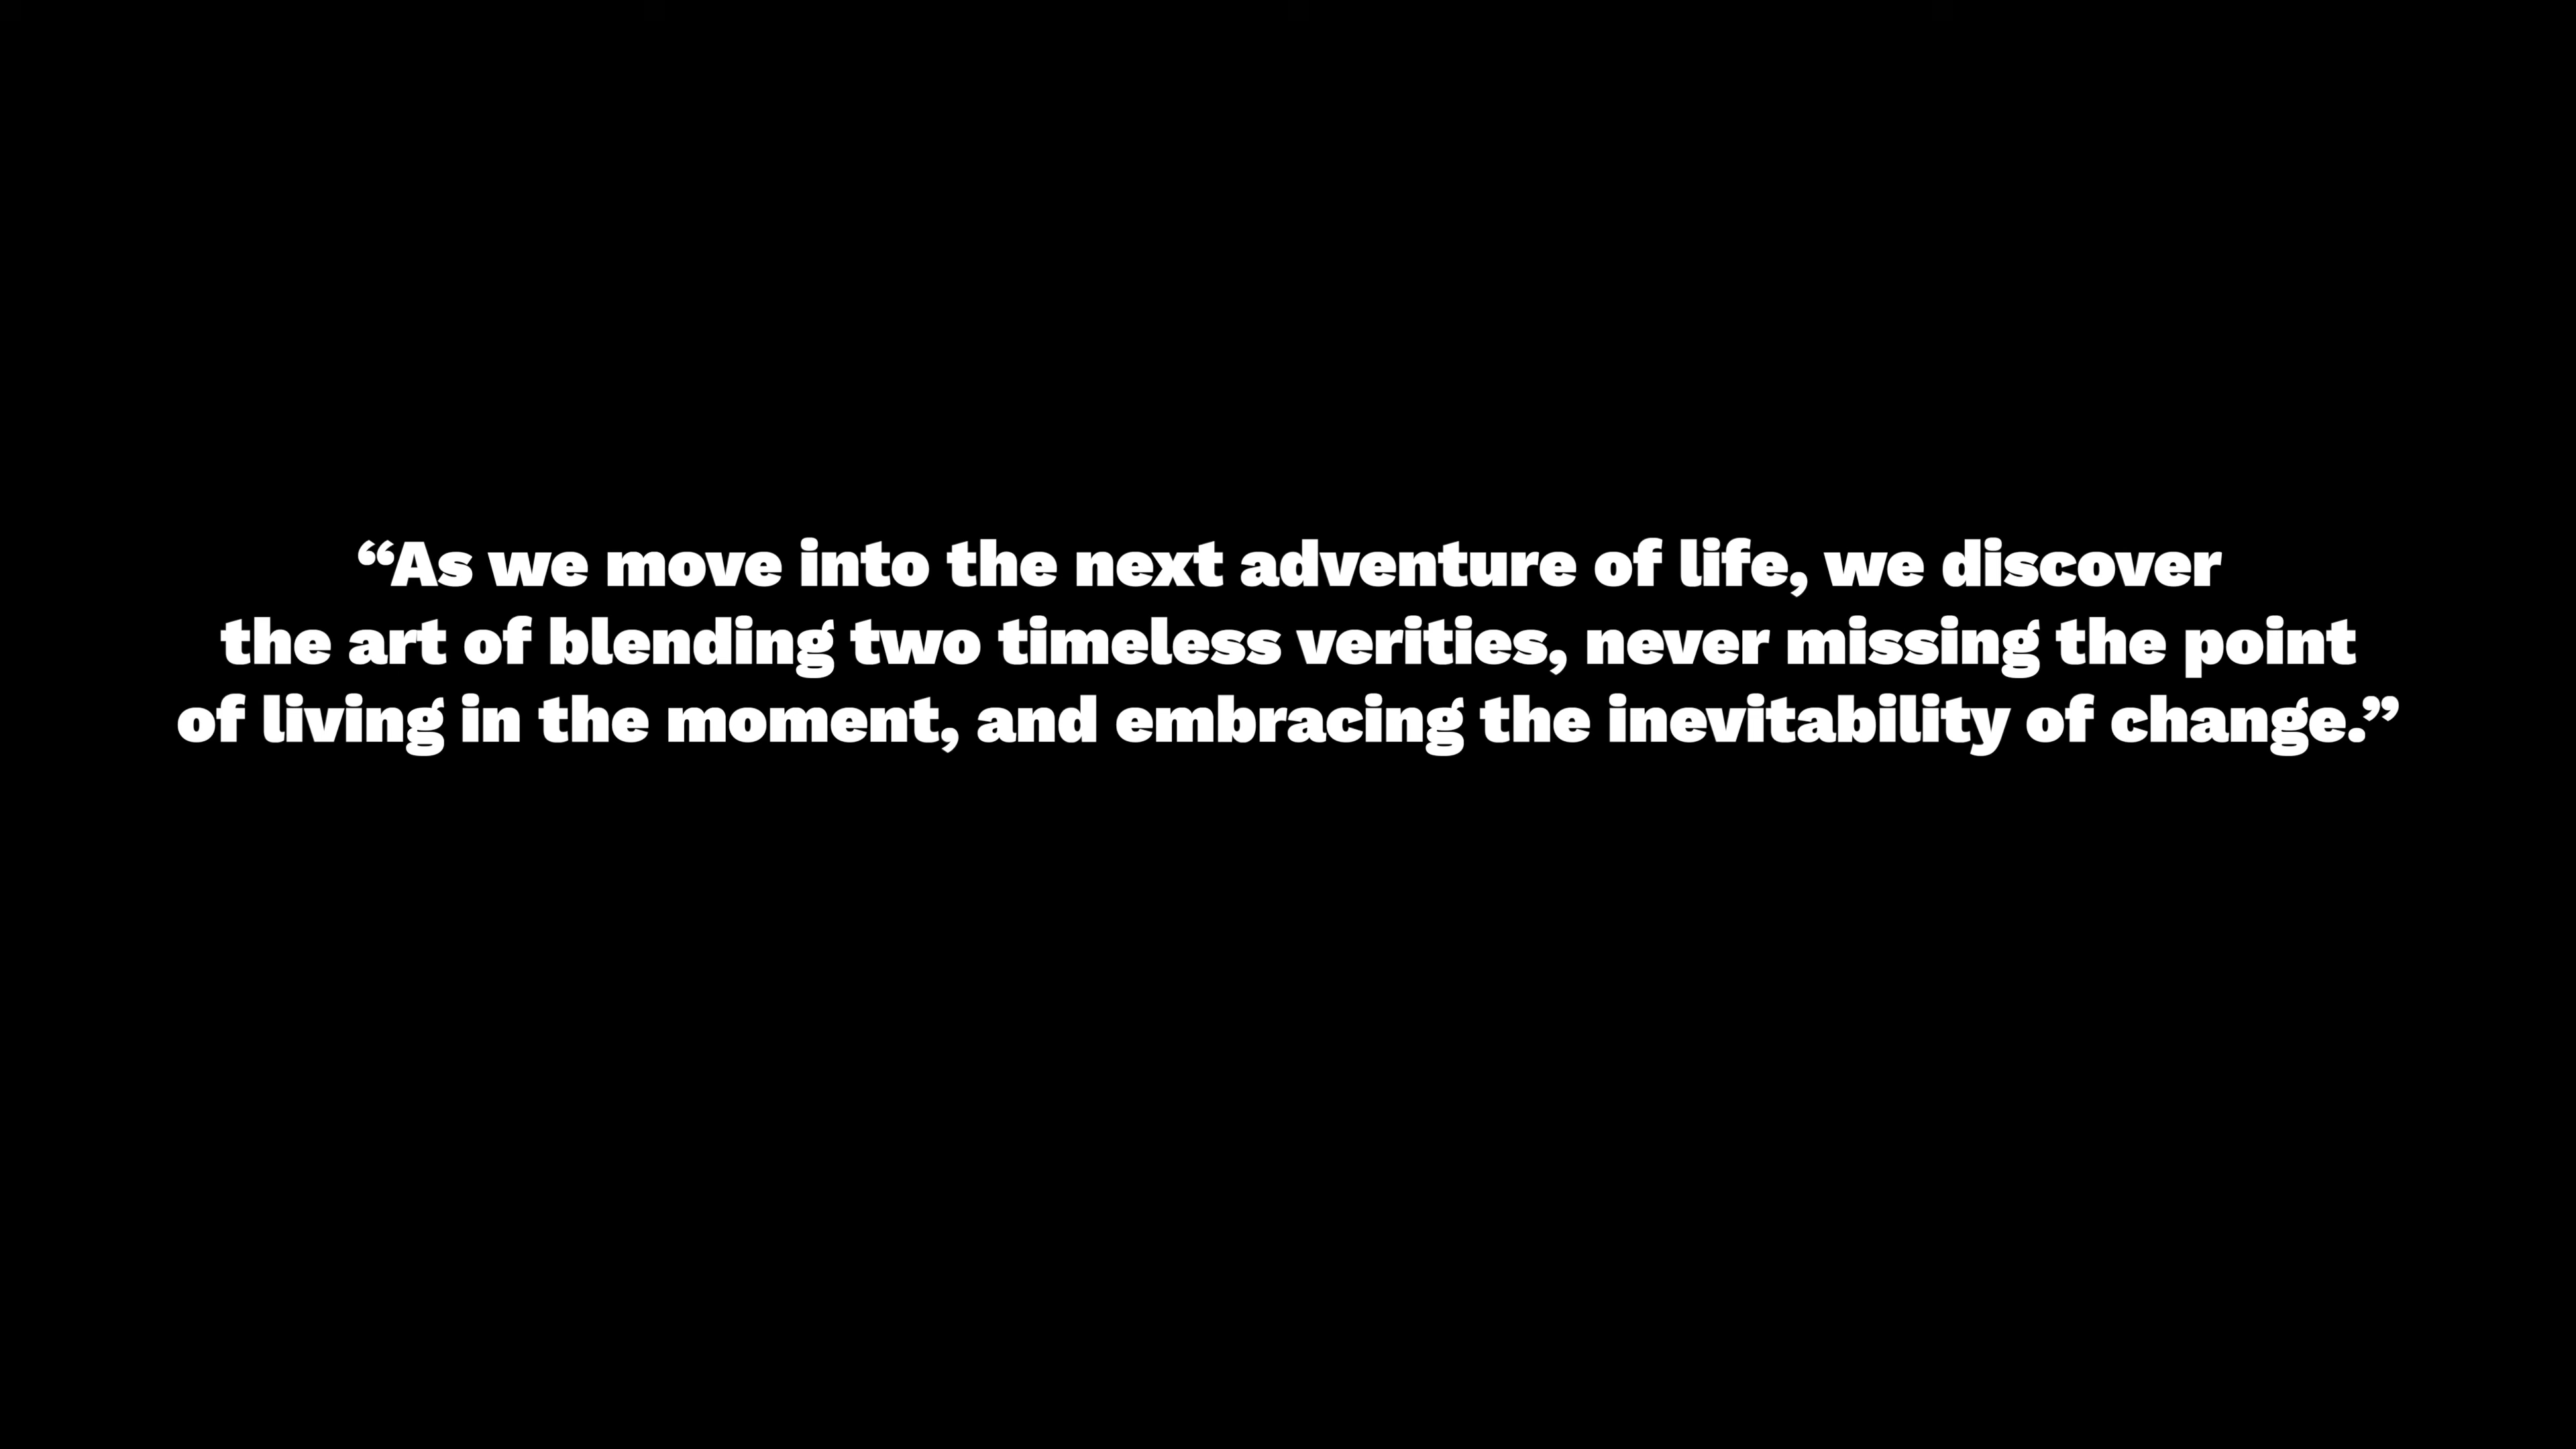 “As we move into the next adventure of life, we discover
the art of blending two timeless verities, never missing the point
of living in the moment, and embracing the inevitability of change.”